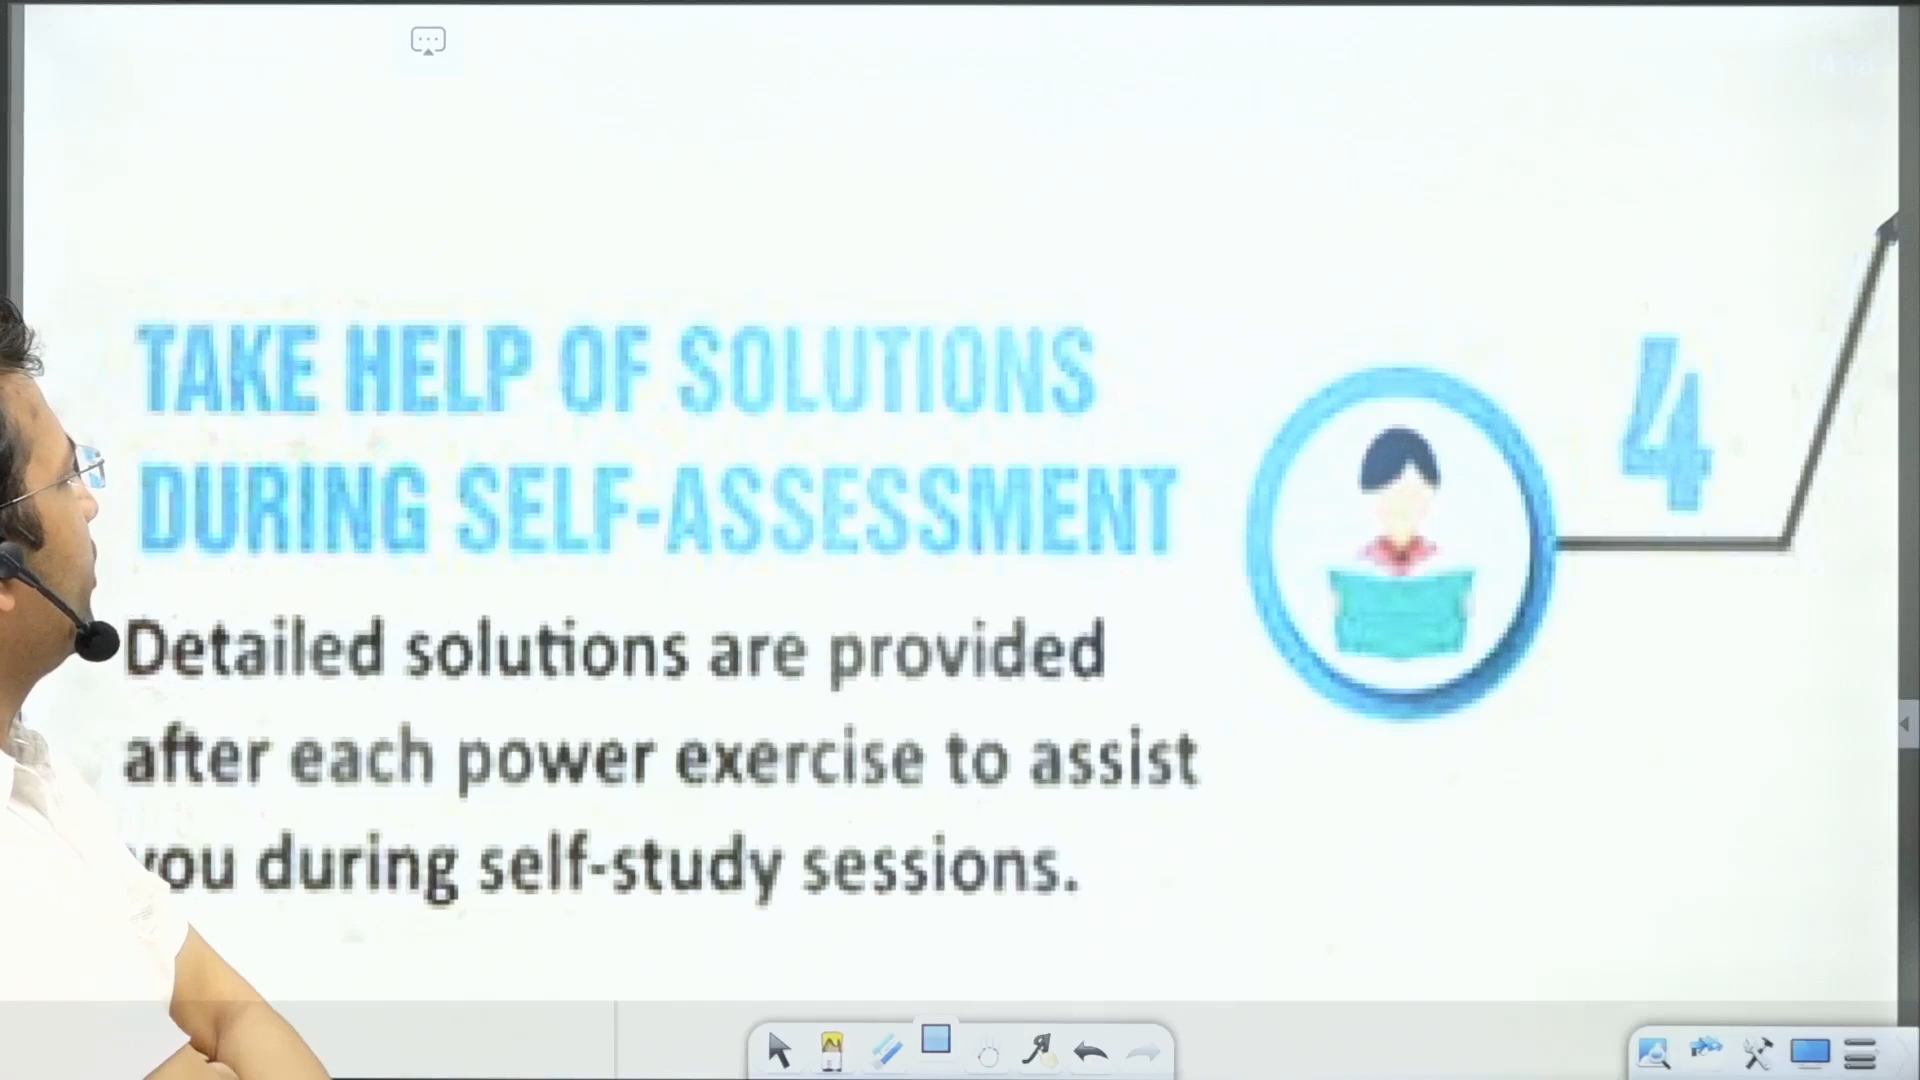 TAKE HELP OF SOLUTIONS
DURING SELF-ASSESSMENT
4
Detailed solutions are provided
after each power exercise to assist
you during self-study sessions.